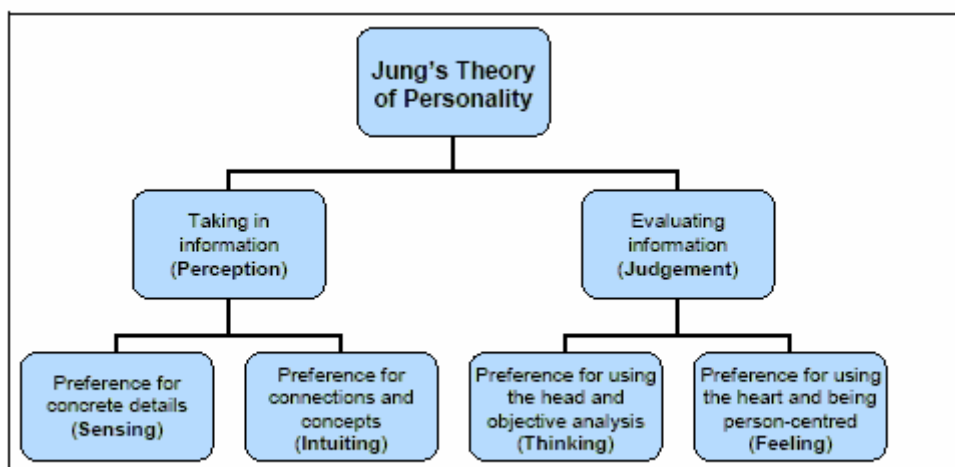 Jung's Theory
of Personality
Taking in
information
(Perception)
Evaluating
information
(Judgement)
Preference for
concrete details
(Sensing)
Preference for
connections and
concepts
(Intuiting)
Preference for using
the head and
objective analysis
(Thinking)
Preference for using
the heart and being
person-centred
(Feeling)